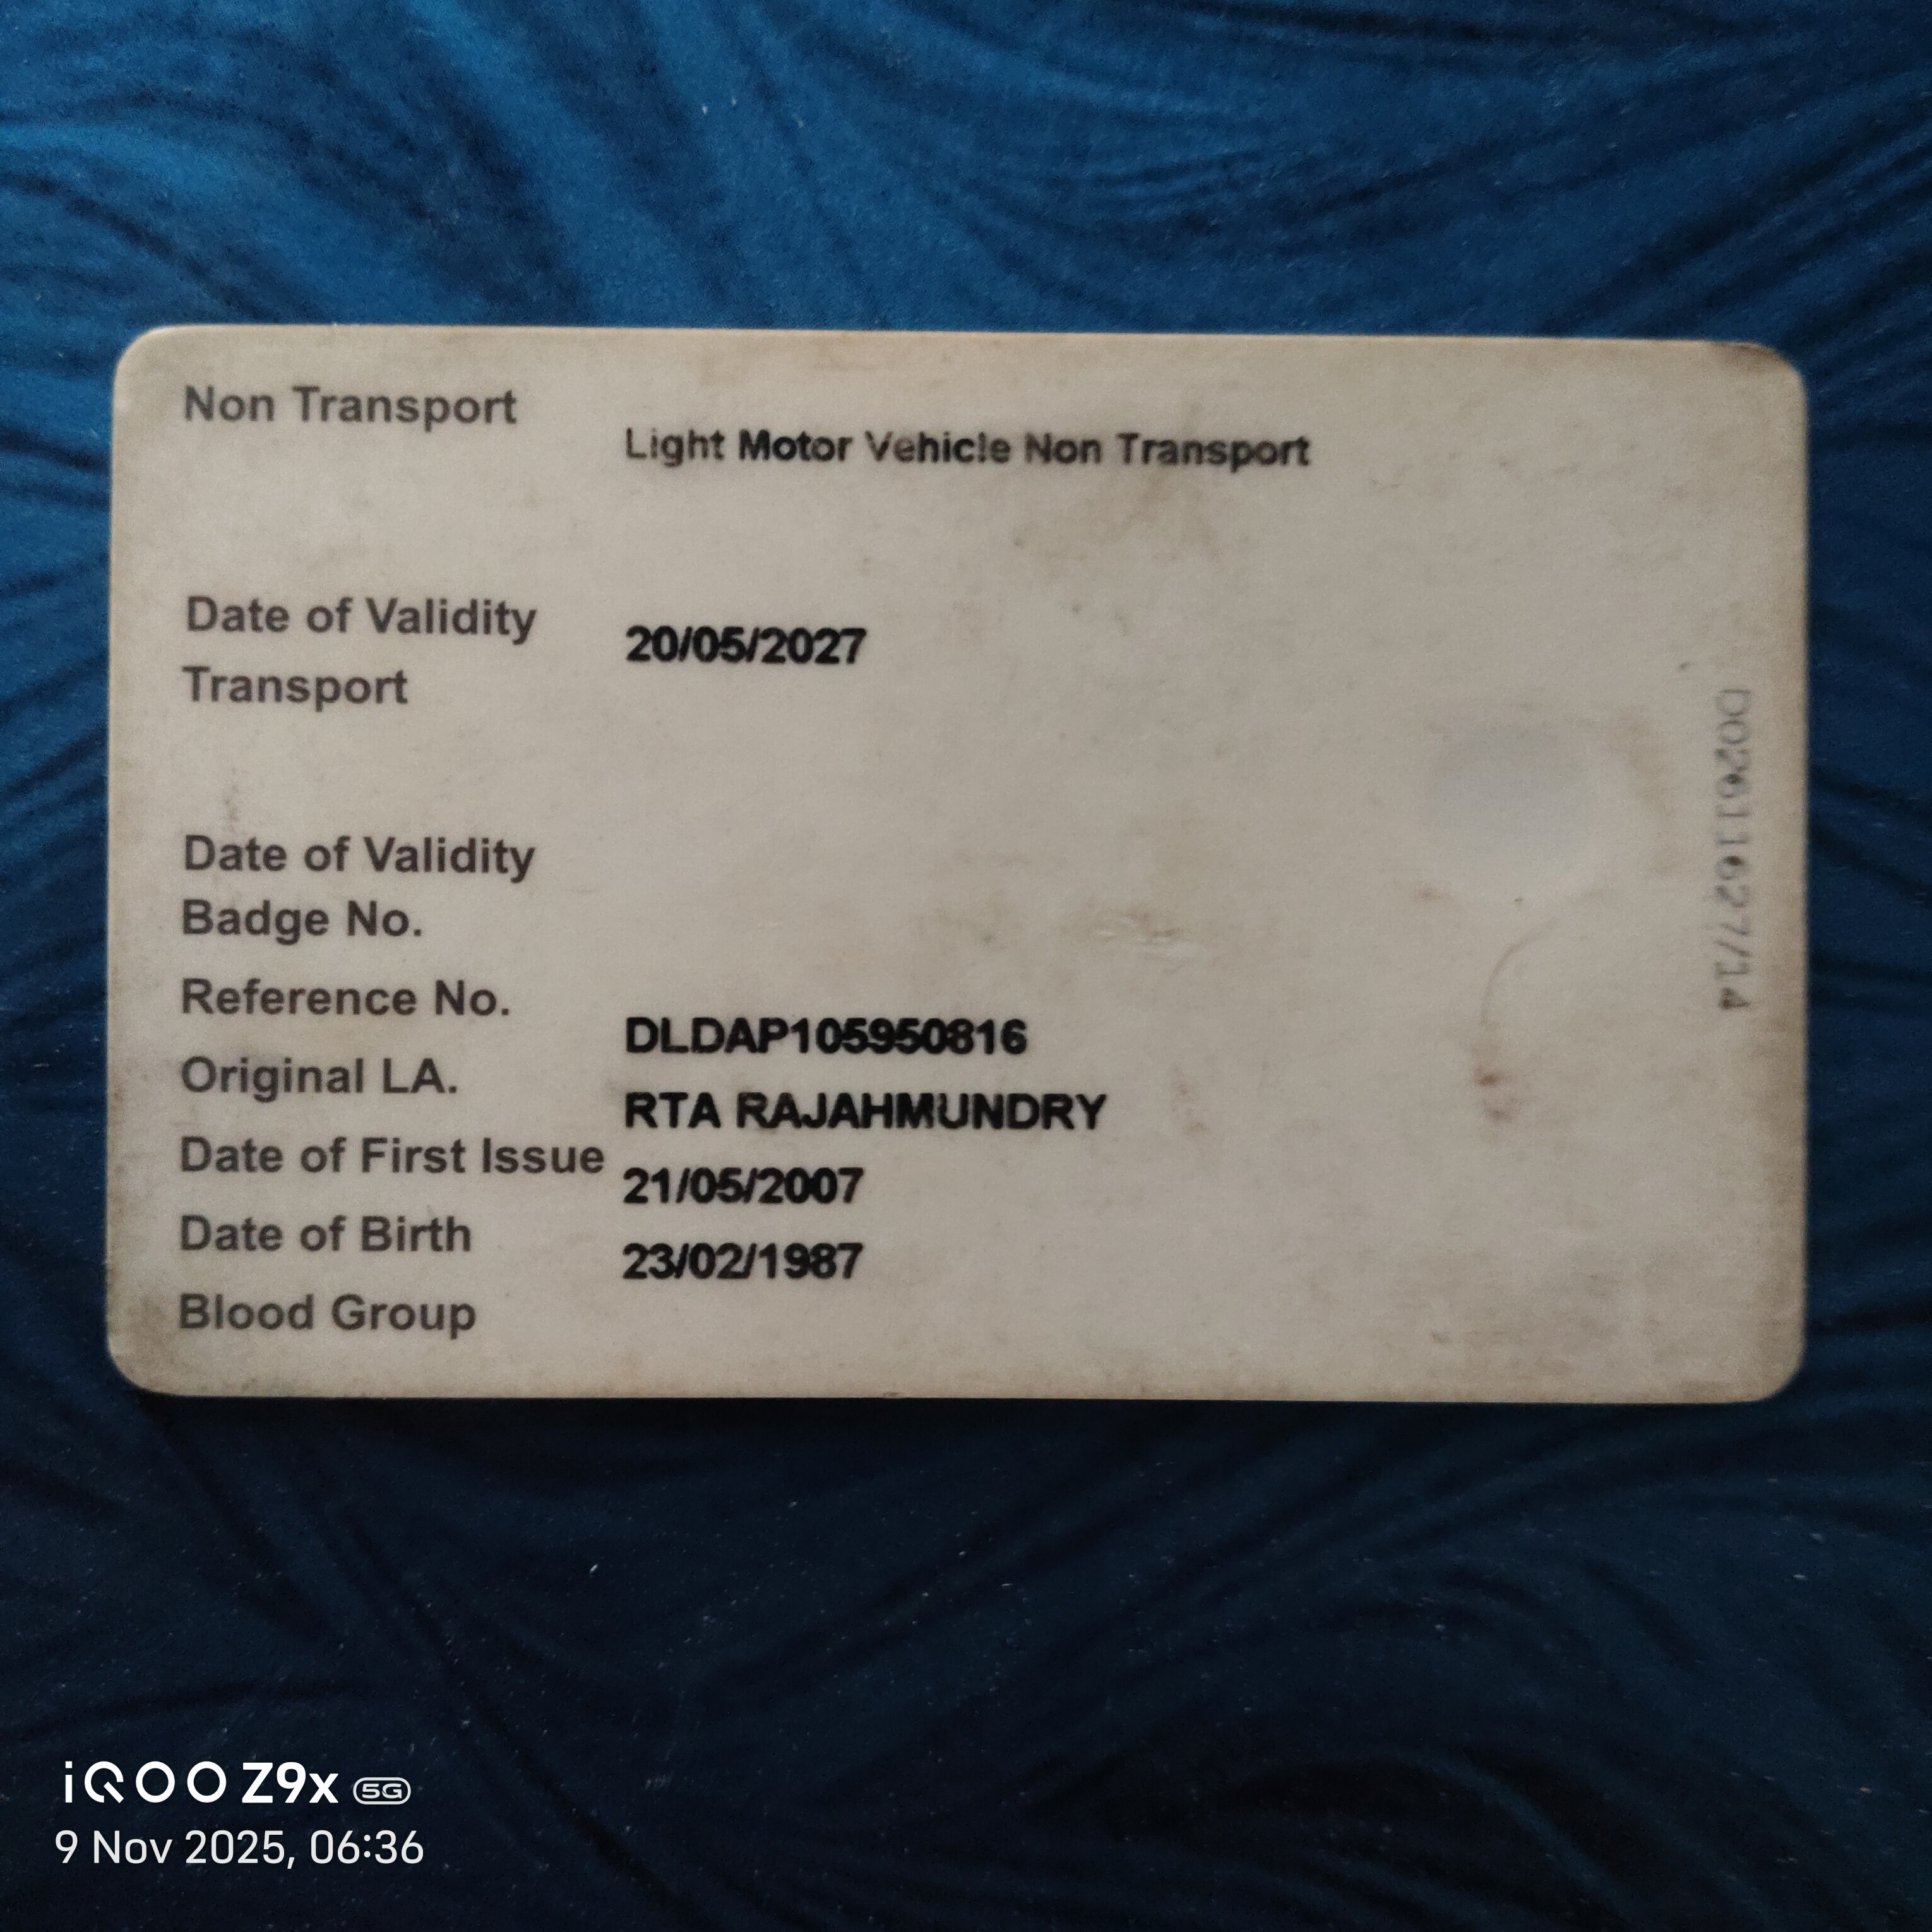 Non Transport
Light Motor Vehicle Non Transport
Date of Validity
20/05/2027
Transport
Date of Validity
Badge No.
Reference No.
DLDAP105950816
Original LA.
RTA RAJAHMUNDRY
Date of First Issue
21/05/2007
Date of Birth
23/02/1987
Blood Group
D02611627/14
iQOO Z9x 5G
9 Nov 2025, 06:36